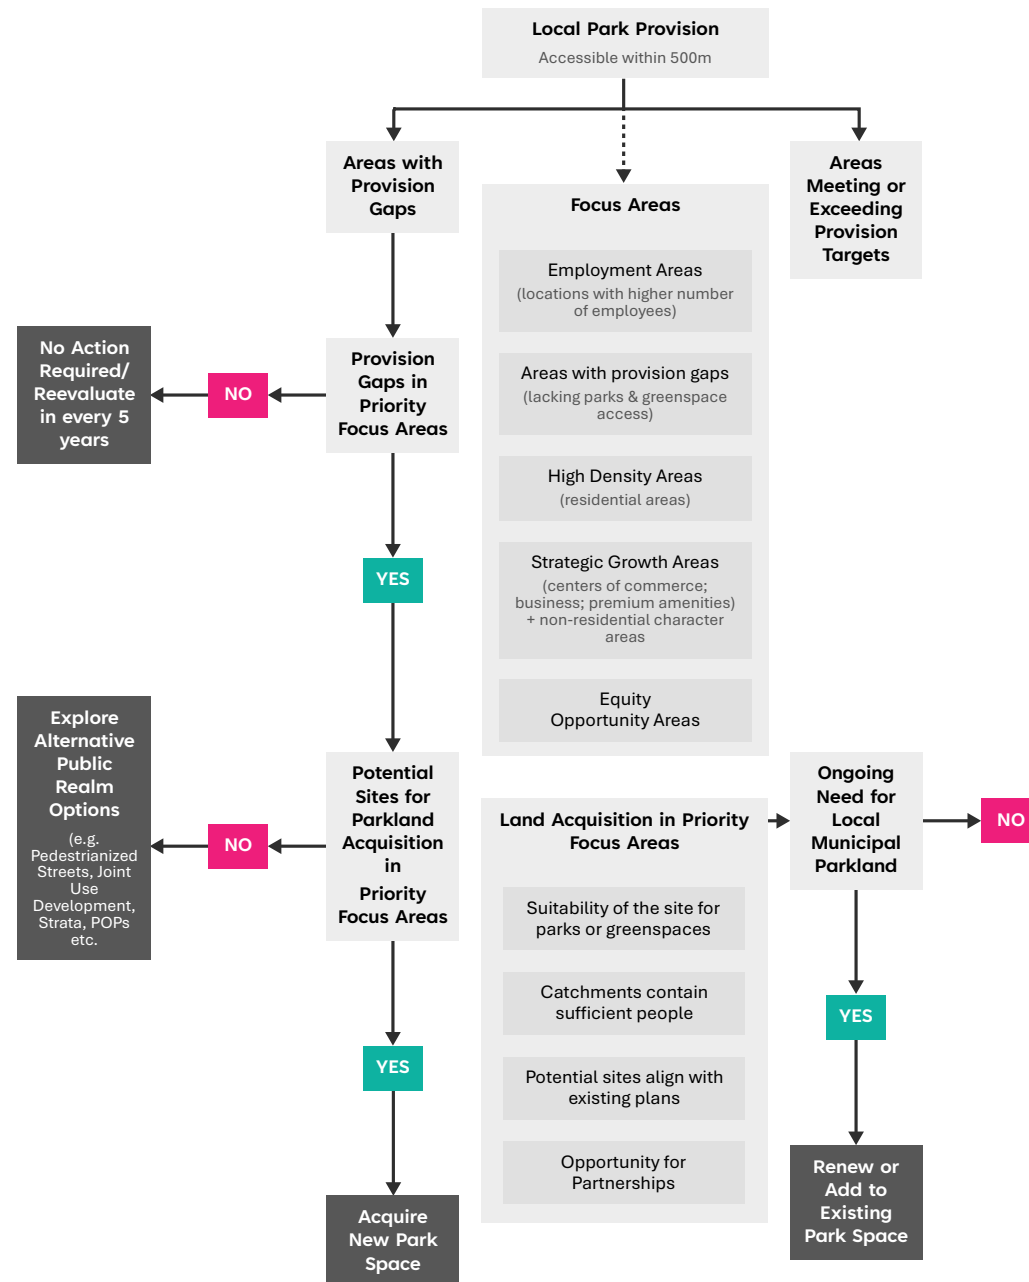 Local Park Provision
Accessible within 500m
Areas with
Provision
Gaps
Focus Areas
Employment Areas
(locations with higher number
of employees)
Areas with provision gaps
(lacking parks & greenspace
access)
High Density Areas
(residential areas)
Strategic Growth Areas
(centers of commerce;
business; premium amenities)
+ non-residential character
areas
Equity
Opportunity Areas
Areas
Meeting or
Exceeding
Provision
Targets
No Action
Required/
Reevaluate
in every 5
years
NO
Provision
Gaps in
Priority
Focus Areas
YES
Explore
Alternative
Public
Realm
Options
(e.g.
Pedestrianized
Streets, Joint
Use
Development,
Strata, POPs
etc.
NO
Potential
Sites for
Parkland
Acquisition
in
Priority
Focus Areas
YES
Acquire
New Park
Space
Land Acquisition in Priority
Focus Areas
Suitability of the site for
parks or greenspaces
Catchments contain
sufficient people
Potential sites align with
existing plans
Opportunity for
Partnerships
Ongoing
Need for
Local
Municipal
Parkland
NO
YES
Renew or
Add to
Existing
Park Space